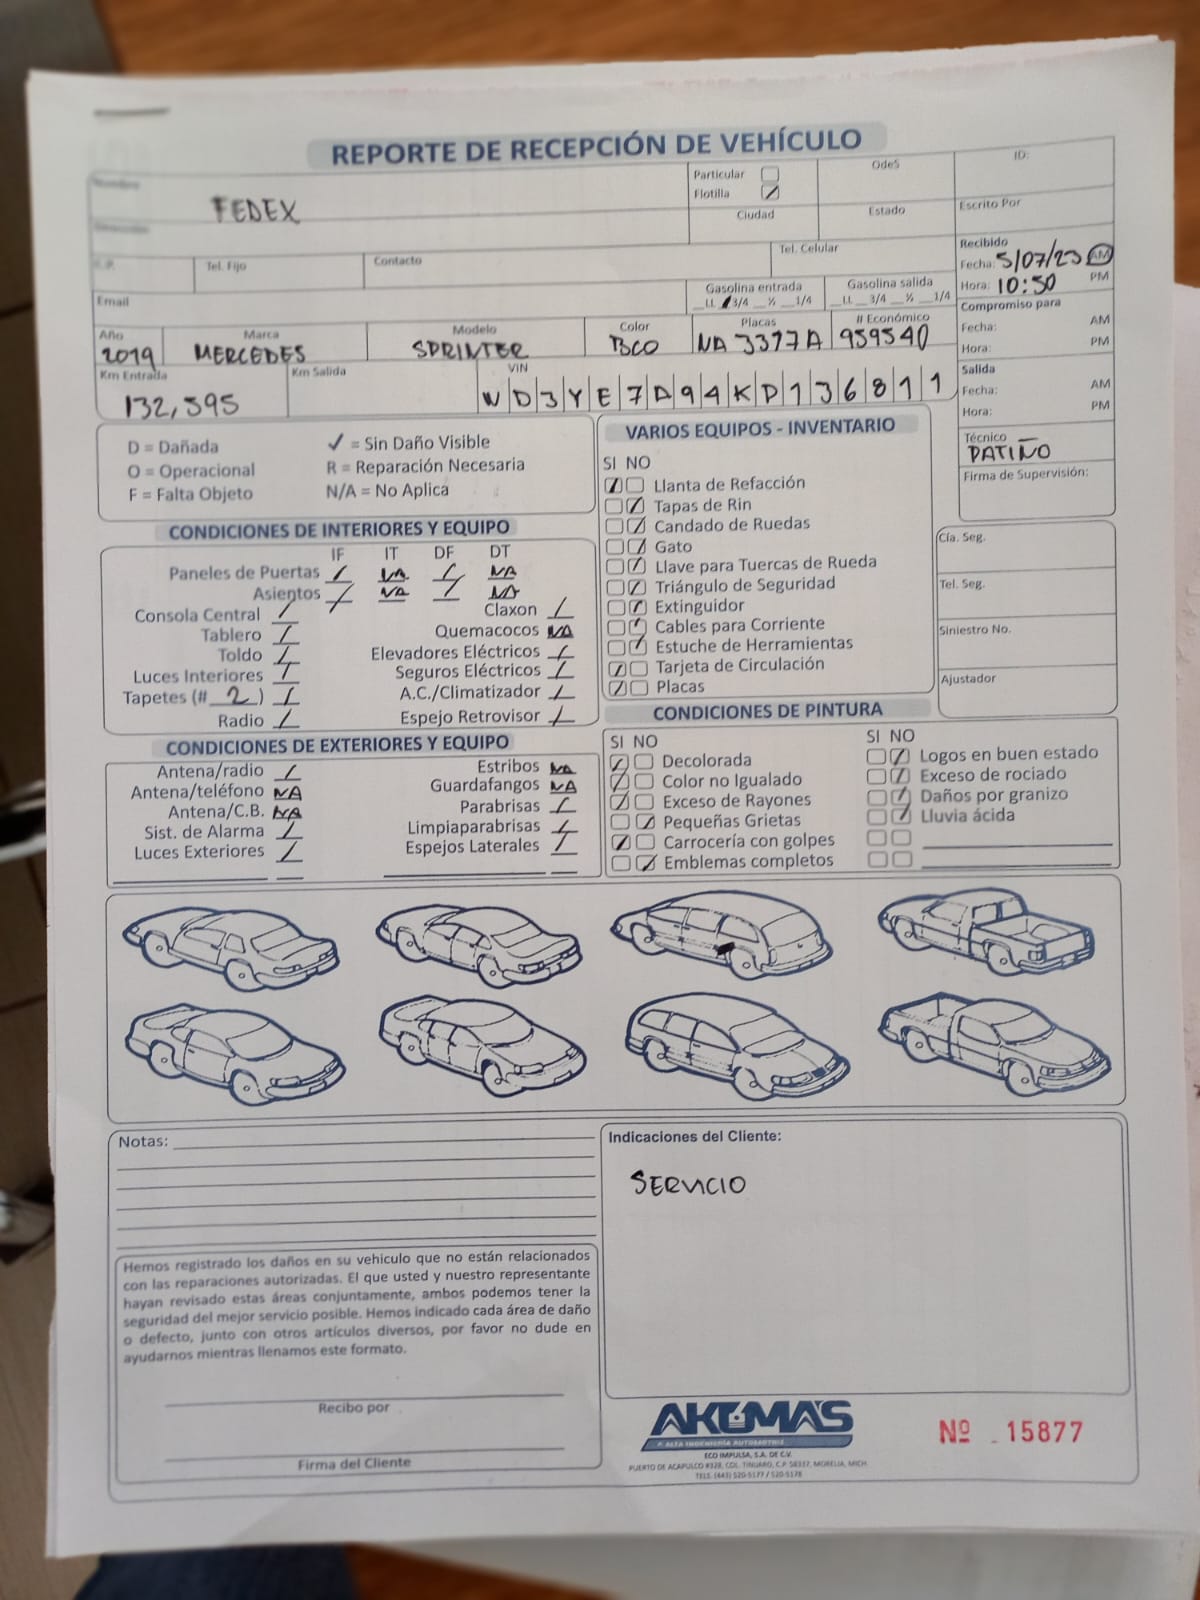 REPORTE DE RECEPCIÓN DE VEHÍCULO
Nombre
FEDEX
Particular
Flotilla
OdeS
ID:
Dirección
Ciudad
Estado
Escrito Por
C.P.
Tel. Fijo
Contacto
Tel. Celular
Recibido
Fecha: 5/07/23 AM
Hora: 10:50 PM
Email
Gasolina entrada
LL 3/4 ½ 1/4
Gasolina salida
LL 3/4 ½ 1/4
Compromiso para
Fecha: AM
Hora: PM
Año
2019
Marca
MERCEDES
Modelo
SPRINTER
Color
BCO
Placas
NA 3397A
# Económico
959540
Km Entrada
132,595
Km Salida
VIN
WD3YE7A94KD136811
Salida
Fecha: AM
Hora: PM
Técnico
PATIÑO
Firma de Supervisión:
D = Dañada
✓ = Sin Daño Visible
O = Operacional
R = Reparación Necesaria
F = Falta Objeto
N/A = No Aplica
CONDICIONES DE INTERIORES Y EQUIPO
IF IT DF DT
Paneles de Puertas / NA / NA
Asientos / NA / NA
Consola Central /
Claxon /
Tablero /
Quemacocos NA
Toldo /
Elevadores Eléctricos /
Luces Interiores /
Seguros Eléctricos /
Tapetes (# 2 ) /
A.C./Climatizador /
Radio /
Espejo Retrovisor /
VARIOS EQUIPOS - INVENTARIO
SI NO
Llanta de Refacción
Tapas de Rin
Candado de Ruedas
Gato
Llave para Tuercas de Rueda
Triángulo de Seguridad
Extinguidor
Cables para Corriente
Estuche de Herramientas
Tarjeta de Circulación
Placas
Cía. Seg.
Tel. Seg.
Siniestro No.
Ajustador
CONDICIONES DE EXTERIORES Y EQUIPO
Antena/radio /
Estribos NA
Antena/teléfono NA
Guardafangos NA
Antena/C.B. NA
Parabrisas /
Sist. de Alarma /
Limpiaparabrisas /
Luces Exteriores /
Espejos Laterales /
CONDICIONES DE PINTURA
SI NO
Decolorada
Color no Igualado
Exceso de Rayones
Pequeñas Grietas
Carrocería con golpes
Emblemas completos
SI NO
Logos en buen estado
Exceso de rociado
Daños por granizo
Lluvia ácida
Notas:
Indicaciones del Cliente:
SERVICIO
Hemos registrado los daños en su vehiculo que no están relacionados
con las reparaciones autorizadas. El que usted y nuestro representante
hayan revisado estas áreas conjuntamente, ambos podemos tener la
seguridad del mejor servicio posible. Hemos indicado cada área de daño
o defecto, junto con otros artículos diversos, por favor no dude en
ayudarnos mientras llenamos este formato.
Recibo por
Firma del Cliente
AKUMAS
ALTA INGENIERÍA AUTOMOTRIZ
ECO IMPULSA, S.A. DE C.V.
PUERTO DE ACAPULCO #328, COL. TINIJARO, C.P. 58337, MORELIA, MICH.
TELS. (443) 520-5177 / 520-5178
Nº 15877